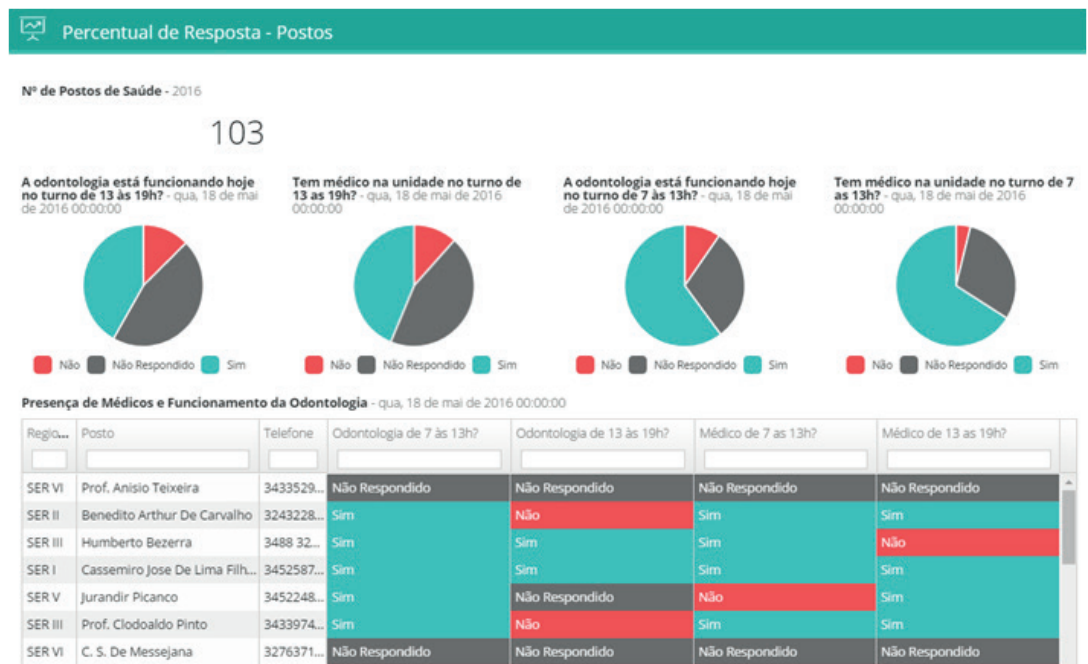 Percentual de Resposta - Postos
Nº de Postos de Saúde - 2016
103
A odontologia está funcionando hoje
no turno de 13 às 19h? - qua, 18 de mai
de 2016 00:00:00
Tem médico na unidade no turno de
13 as 19h? - qua, 18 de mai de 2016
00:00:00
A odontologia está funcionando hoje
no turno de 7 às 13h? - qua, 18 de mai
de 2016 00:00:00
Tem médico na unidade no turno de 7
as 13h? - qua, 18 de mai de 2016
00:00:00
Não Não Respondido Sim
Não Não Respondido Sim
Não Não Respondido Sim
Não Não Respondido Sim
Presença de Médicos e Funcionamento da Odontologia - qua, 18 de mai de 2016 00:00:00
Regio... Posto Telefone Odontologia de 7 às 13h? Odontologia de 13 às 19h? Médico de 7 as 13h? Médico de 13 as 19h?
SER VI Prof. Anisio Teixeira 3433529... Não Respondido Não Respondido Não Respondido Não Respondido
SER II Benedito Arthur De Carvalho 3243228... Sim Não Sim Sim
SER III Humberto Bezerra 3488 32... Sim Sim Sim Não
SER I Cassemiro Jose De Lima Filh... 3452587... Sim Sim Sim Sim
SER V Jurandir Picanco 3452248... Sim Não Respondido Não Sim
SER III Prof. Clodoaldo Pinto 3433974... Sim Não Sim Sim
SER VI C. S. De Messejana 3276371... Não Respondido Não Respondido Não Respondido Não Respondido